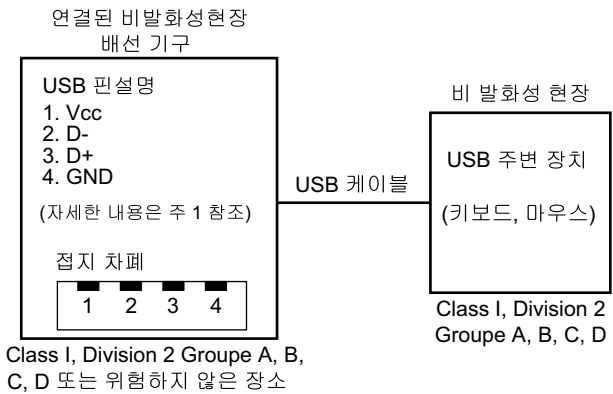 연결된 비발화성현장
배선 기구
USB 핀설명
1. Vcc
2. D-
3. D+
4. GND
(자세한 내용은 주 1 참조)
접지 차폐
1 2 3 4
Class I, Division 2 Groupe A, B,
C, D 또는 위험하지 않은 장소
USB 케이블
비 발화성 현장
USB 주변 장치
(키보드, 마우스)
Class I, Division 2
Groupe A, B, C, D